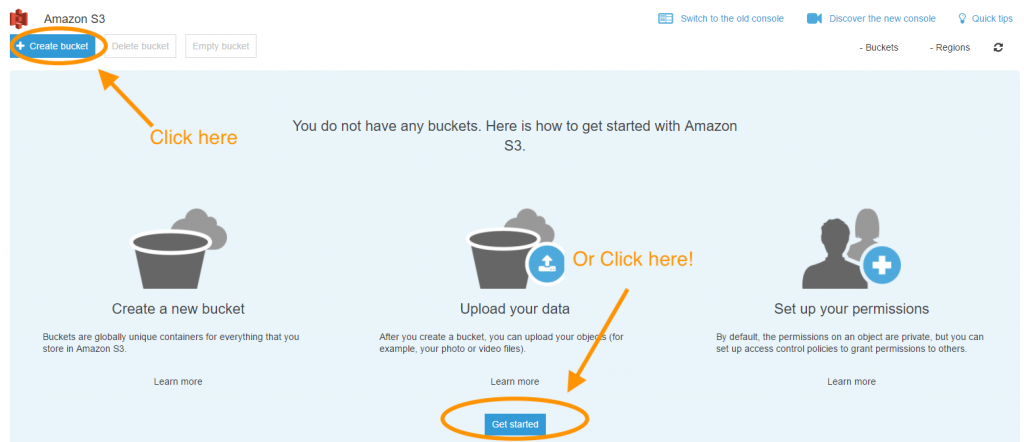 Amazon S3
Switch to the old console
Discover the new console
Quick tips
Create bucket
Delete bucket
Empty bucket
- Buckets
- Regions
Click here
You do not have any buckets. Here is how to get started with Amazon
S3.
Or Click here!
Create a new bucket
Buckets are globally unique containers for everything that you
store in Amazon S3.
Learn more
Upload your data
After you create a bucket, you can upload your objects (for
example, your photo or video files).
Learn more
Set up your permissions
By default, the permissions on an object are private, but you can
set up access control policies to grant permissions to others.
Learn more
Get started